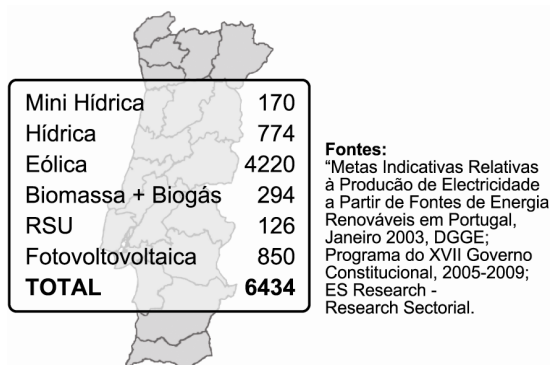 Mini Hídrica 170
Hídrica 774
Eólica 4220
Biomassa + Biogás 294
RSU 126
Fotovoltovoltaica 850
TOTAL 6434
Fontes:
“Metas Indicativas Relativas
à Producão de Electricidade
a Partir de Fontes de Energia
Renováveis em Portugal,
Janeiro 2003, DGGE;
Programa do XVII Governo
Constitucional, 2005-2009;
ES Research -
Research Sectorial.